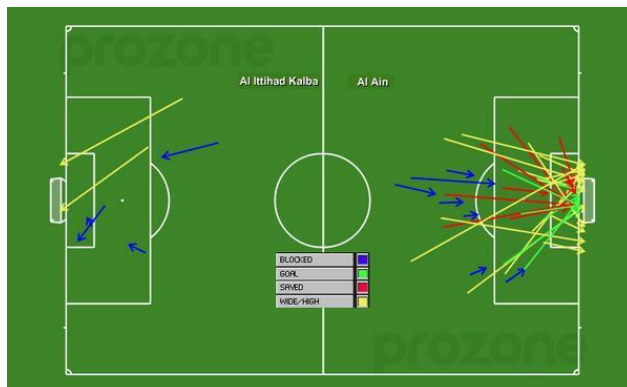 prozone
Al Ittihad Kalba
Al Ain
BLOCKED
GOAL
SAVED
WIDE/HIGH
prozone